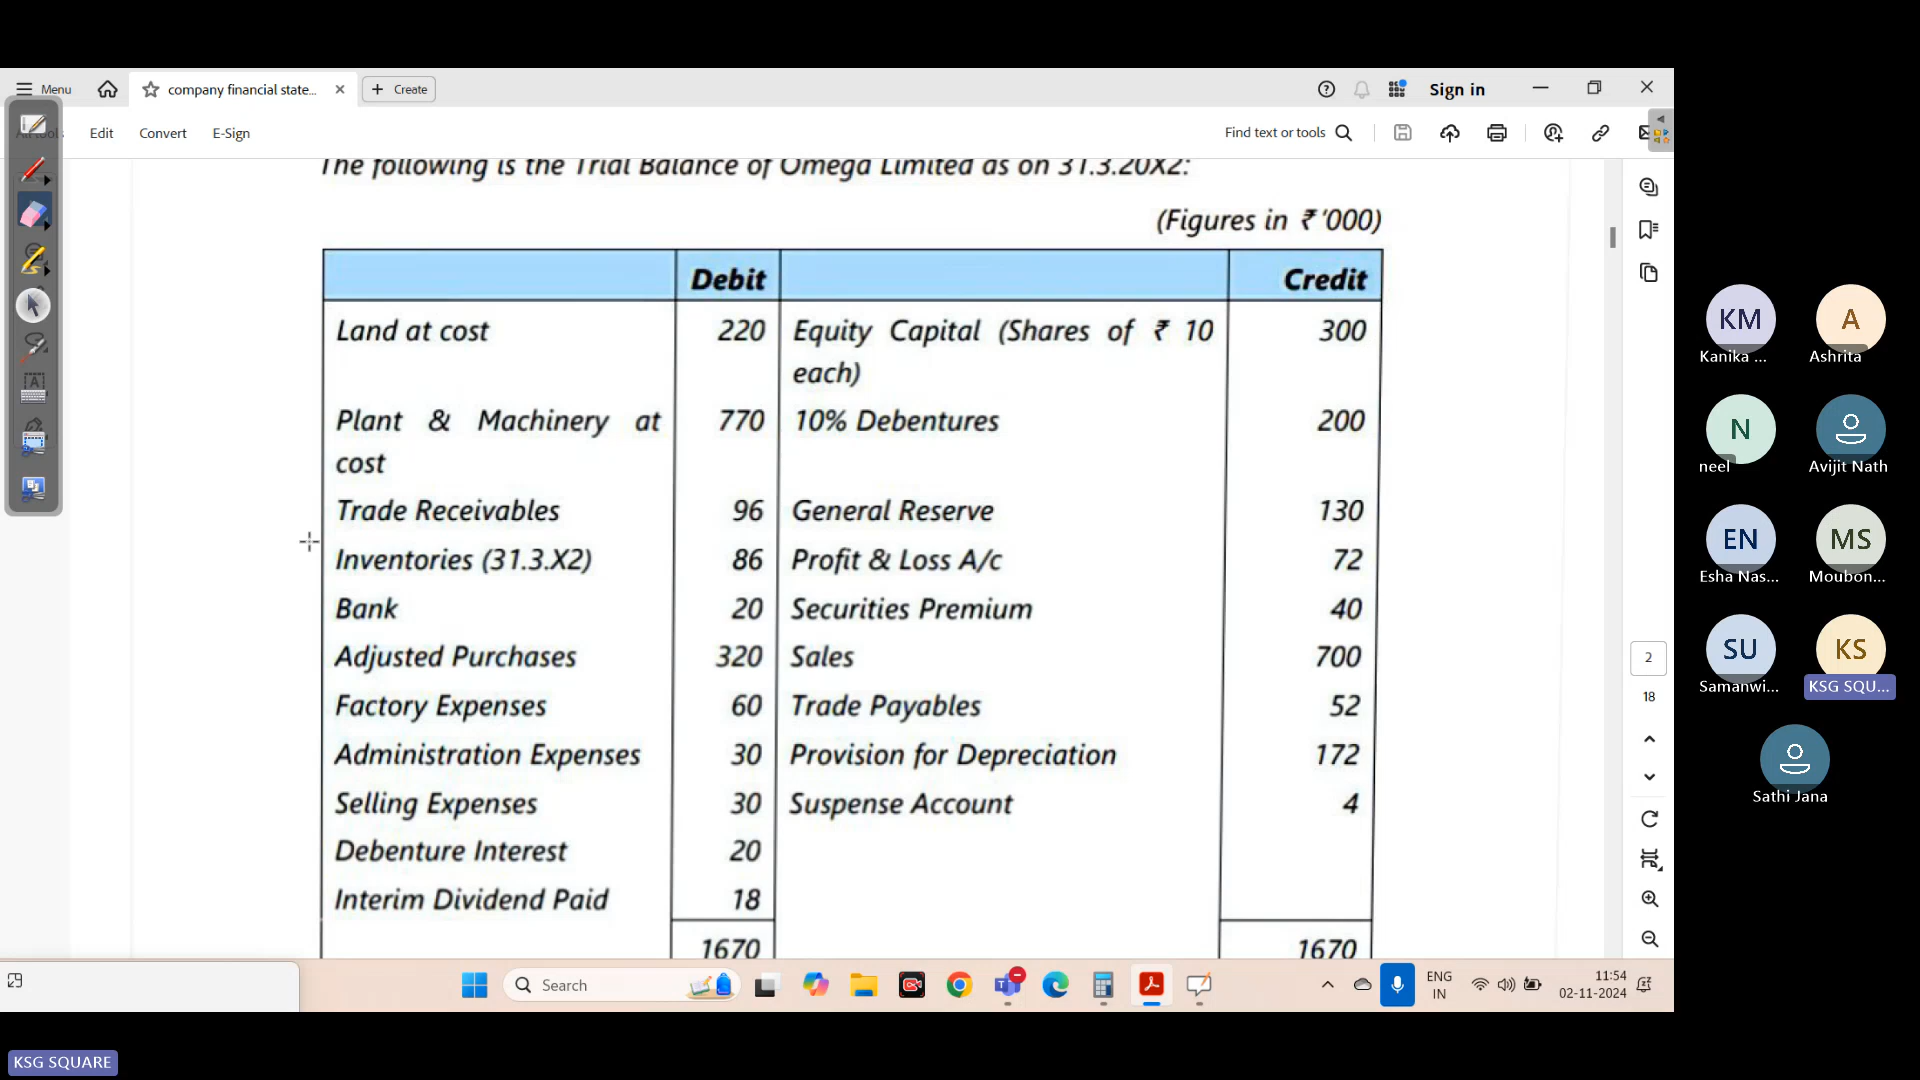 Menu
company financial state...
Create
Sign in
Edit
Convert
E-Sign
Find text or tools
The following is the Trial Balance of Omega Limited as on 31.3.20X2:
(Figures in ₹ '000)
Debit Credit
Land at cost 220 Equity Capital (Shares of ₹ 10
each) 300
Plant & Machinery at
cost 770 10% Debentures 200
Trade Receivables 96 General Reserve 130
Inventories (31.3.X2) 86 Profit & Loss A/c 72
Bank 20 Securities Premium 40
Adjusted Purchases 320 Sales 700
Factory Expenses 60 Trade Payables 52
Administration Expenses 30 Provision for Depreciation 172
Selling Expenses 30 Suspense Account 4
Debenture Interest 20
Interim Dividend Paid 18
1670 1670
2
18
KM
Kanika ...
A
Ashrita
N
neel
Avijit Nath
EN
Esha Nas...
MS
Moubon...
SU
Samanwi...
KS
KSG SQU...
Sathi Jana
Search
ENG
IN
11:54
02-11-2024
KSG SQUARE